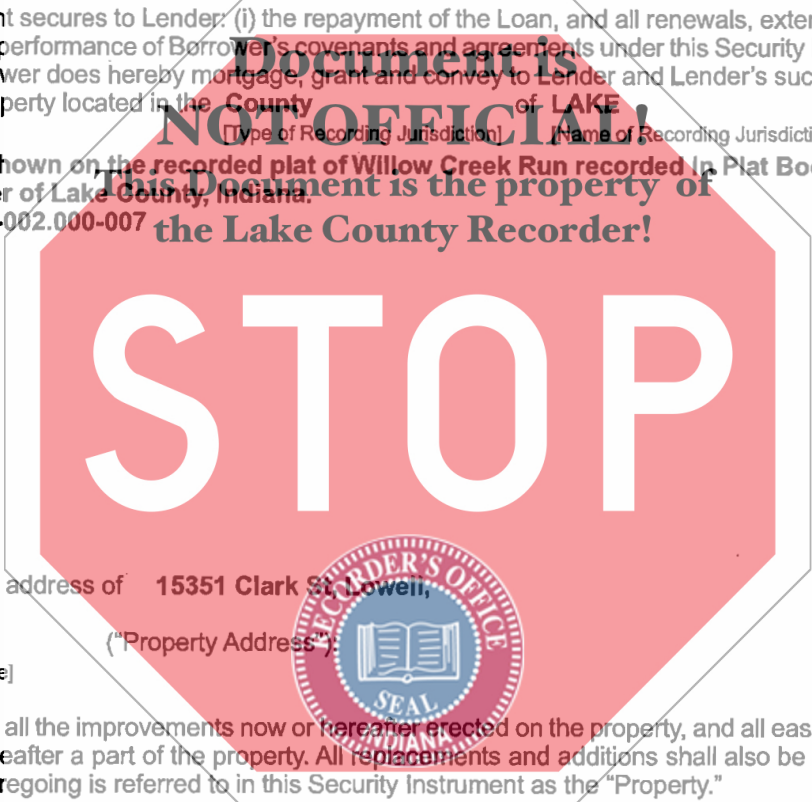 t secures to Lender: (i) the repayment of the Loan, and all renewals, exte
performance of Borrower's covenants and agreements under this Security
wer does hereby mortgage, grant and convey to Lender and Lender's suc
perty located in the County of LAKE
[Type of Recording Jurisdiction] [Name of Recording Jurisdicti
hown on the recorded plat of Willow Creek Run recorded In Plat Bo
r of Lake County, Indiana.
-002.000-007
Document is
NOT OFFICIAL!
This Document is the property of
the Lake County Recorder!
STOP
address of 15351 Clark St, Lowell,
("Property Address"):
e]
RECORDER'S OFFICE
SEAL
INDIANA
all the improvements now or hereafter erected on the property, and all eas
eafter a part of the property. All replacements and additions shall also be
regoing is referred to in this Security Instrument as the "Property."